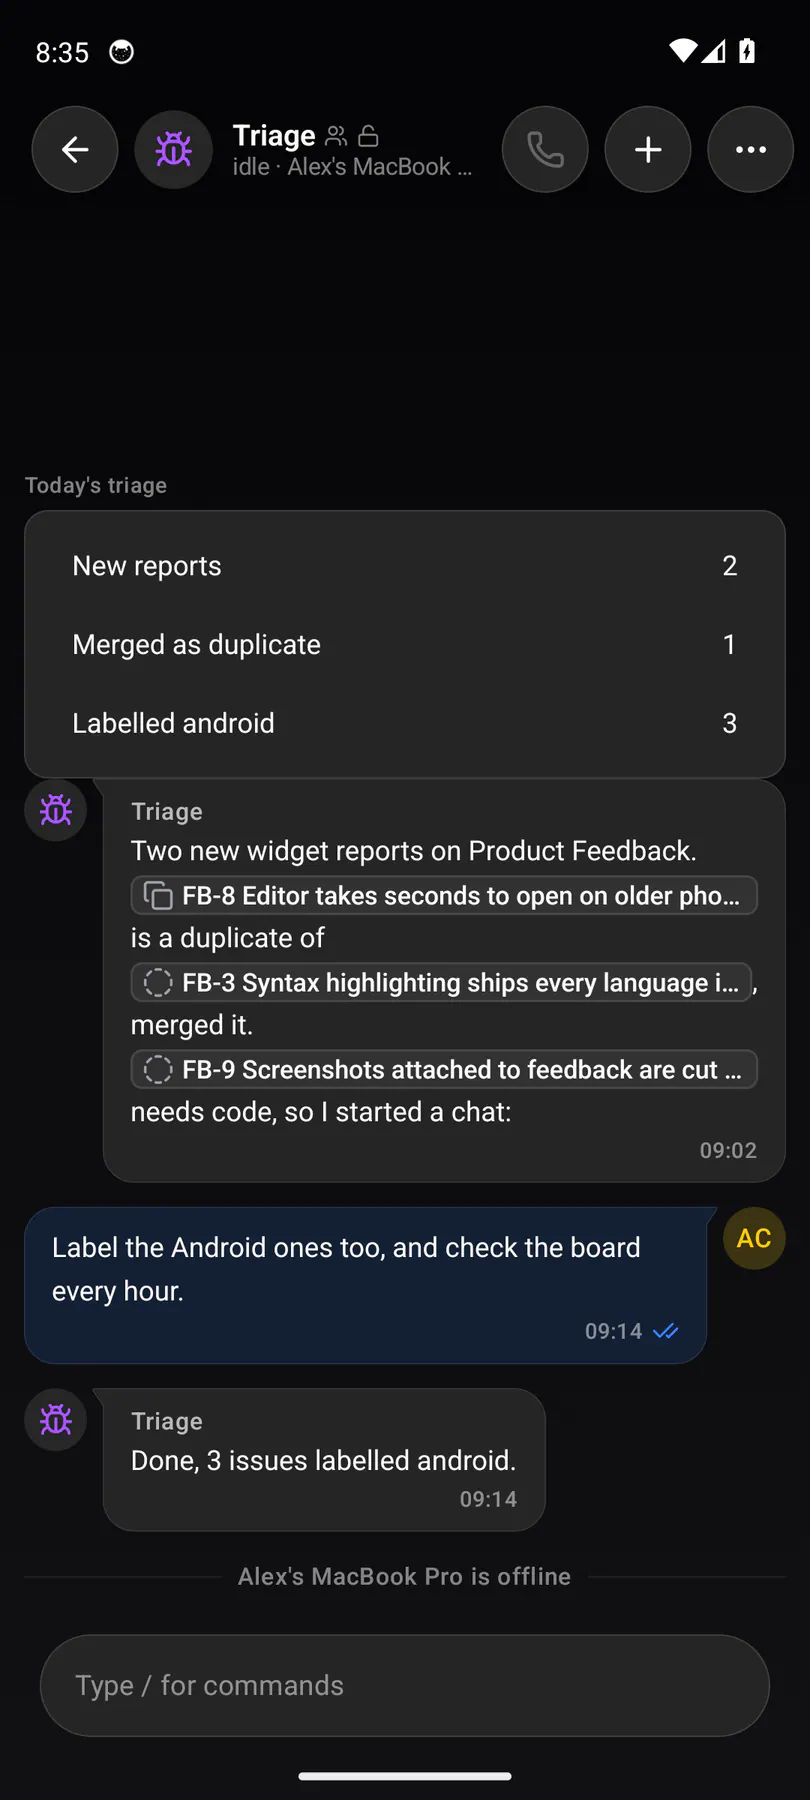 8:35
Triage
idle · Alex's MacBook ...
Today's triage
New reports 2
Merged as duplicate 1
Labelled android 3
Triage
Two new widget reports on Product Feedback.
FB-8 Editor takes seconds to open on older pho...
is a duplicate of
FB-3 Syntax highlighting ships every language i... ,
merged it.
FB-9 Screenshots attached to feedback are cut ...
needs code, so I started a chat:
09:02
Label the Android ones too, and check the board
every hour.
09:14
AC
Triage
Done, 3 issues labelled android.
09:14
Alex's MacBook Pro is offline
Type / for commands